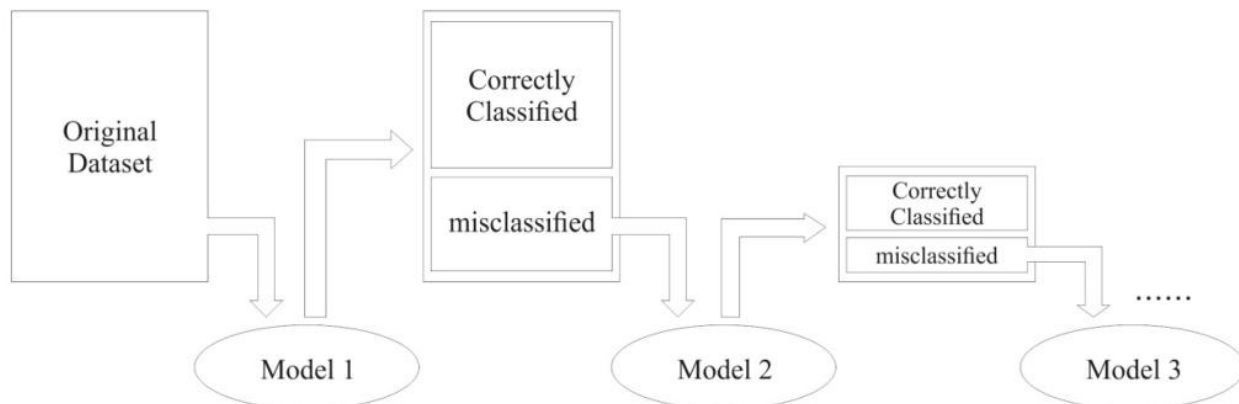 Original
Dataset
Correctly
Classified
misclassified
Correctly
Classified
misclassified
......
Model 1
Model 2
Model 3